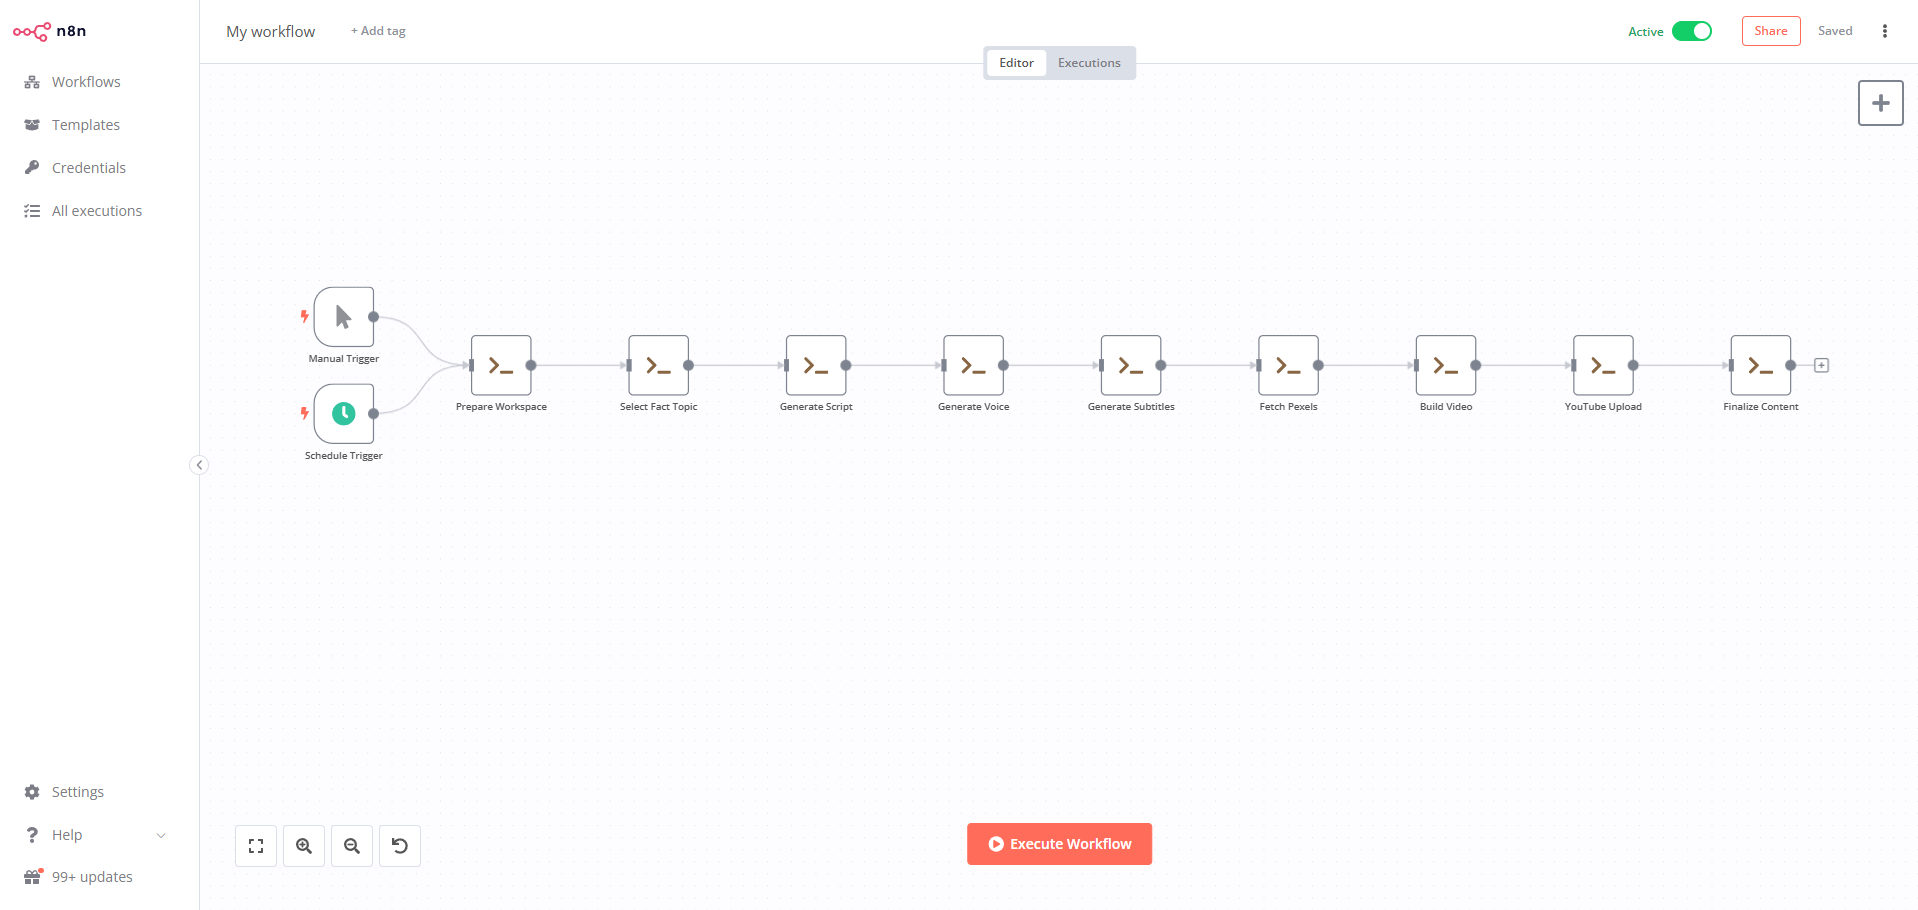 n8n
My workflow
+ Add tag
Active
Share
Saved
Editor
Executions
Workflows
Templates
Credentials
All executions
Manual Trigger
Schedule Trigger
Prepare Workspace
Select Fact Topic
Generate Script
Generate Voice
Generate Subtitles
Fetch Pexels
Build Video
YouTube Upload
Finalize Content
Settings
Help
99+ updates
Execute Workflow